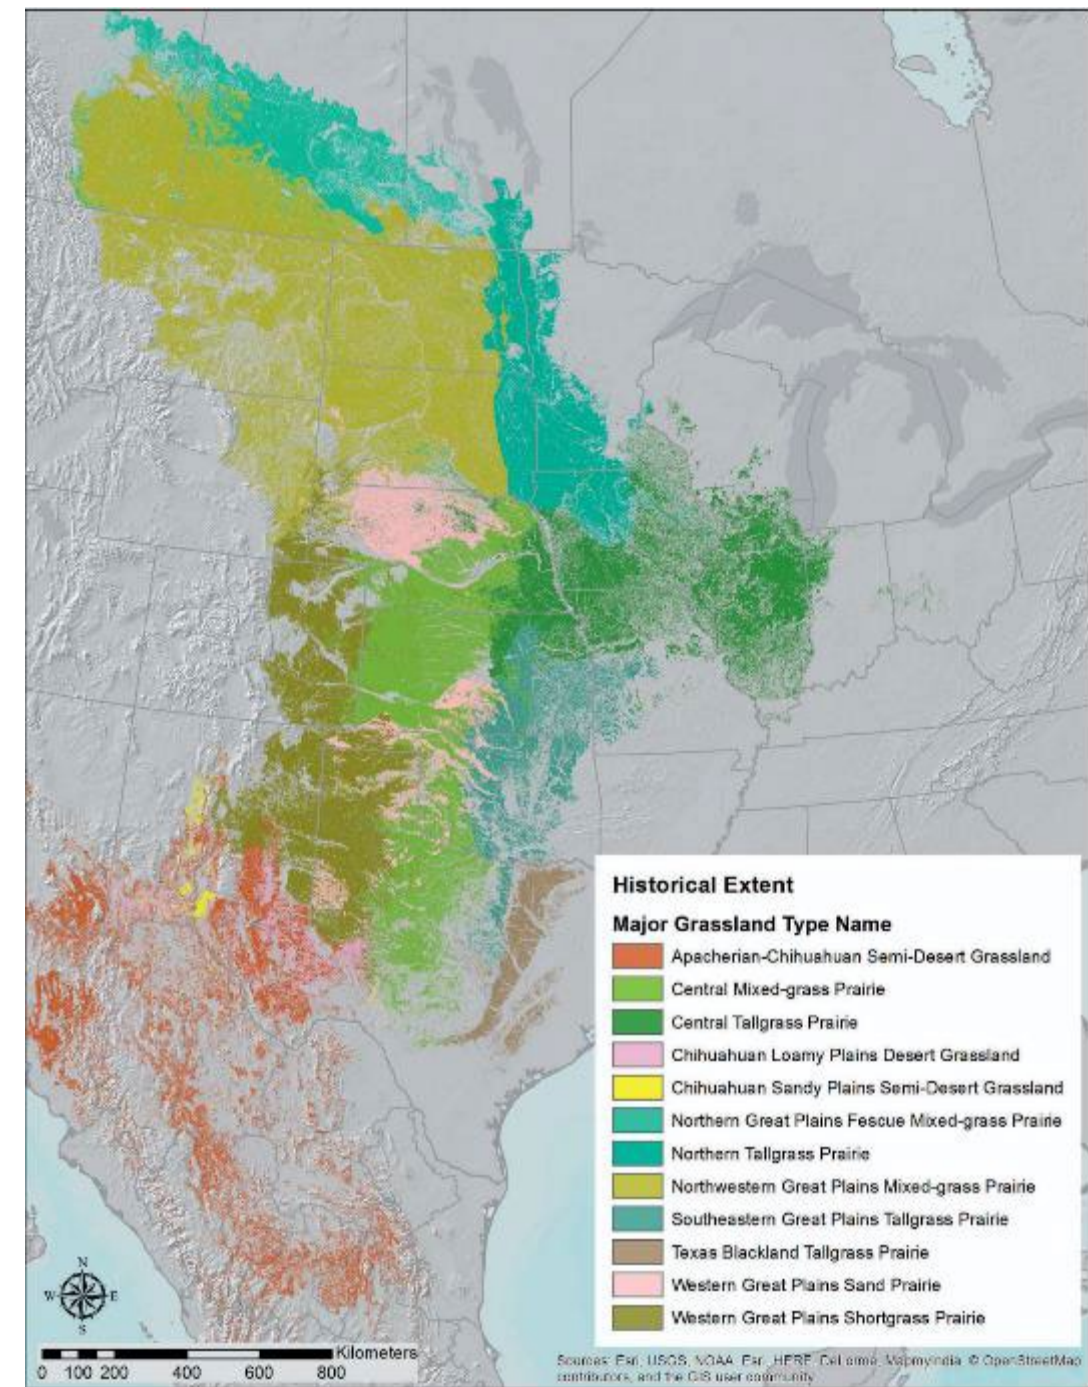 Historical Extent
Major Grassland Type Name
Apacherian-Chihuahuan Semi-Desert Grassland
Central Mixed-grass Prairie
Central Tallgrass Prairie
Chihuahuan Loamy Plains Desert Grassland
Chihuahuan Sandy Plains Semi-Desert Grassland
Northern Great Plains Fescue Mixed-grass Prairie
Northern Tallgrass Prairie
Northwestern Great Plains Mixed-grass Prairie
Southeastern Great Plains Tallgrass Prairie
Texas Blackland Tallgrass Prairie
Western Great Plains Sand Prairie
Western Great Plains Shortgrass Prairie
N
W E
S
Kilometers
0 100 200 400 600 800
Sources: Esri, USGS, NOAA, Esri, HERE, DeLorme, MapmyIndia, © OpenStreetMap
contributors, and the GIS user community